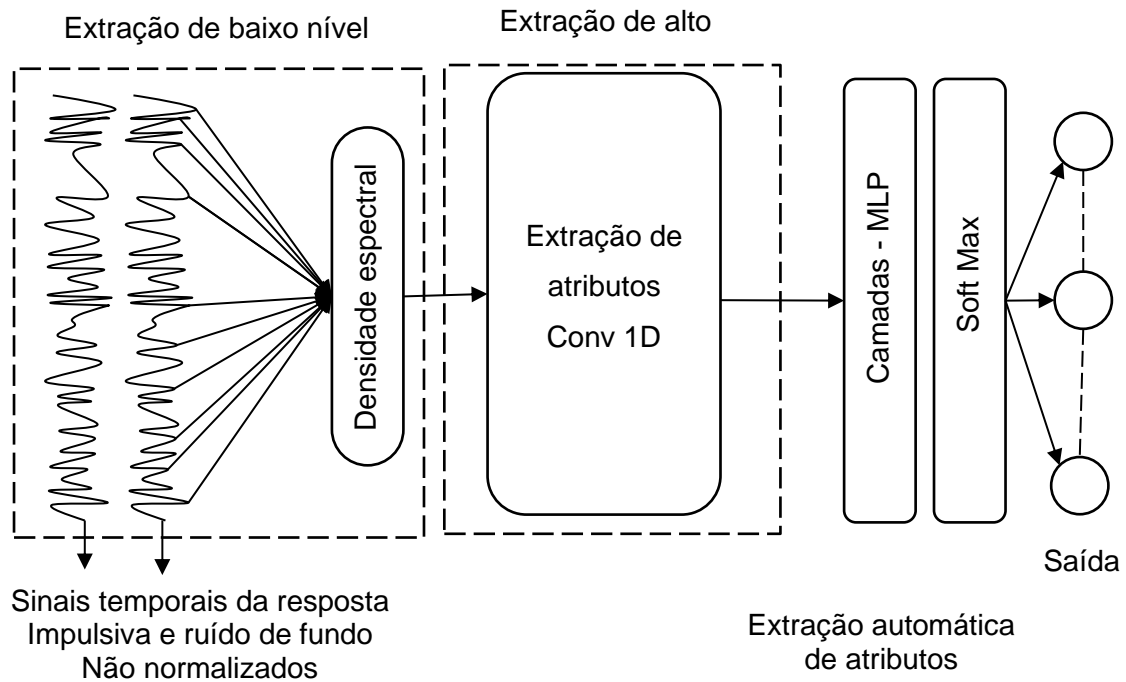 Extração de baixo nível
Extração de alto
Densidade espectral
Extração de
atributos
Conv 1D
Camadas - MLP
Soft Max
Saída
Sinais temporais da resposta
Impulsiva e ruído de fundo
Não normalizados
Extração automática
de atributos